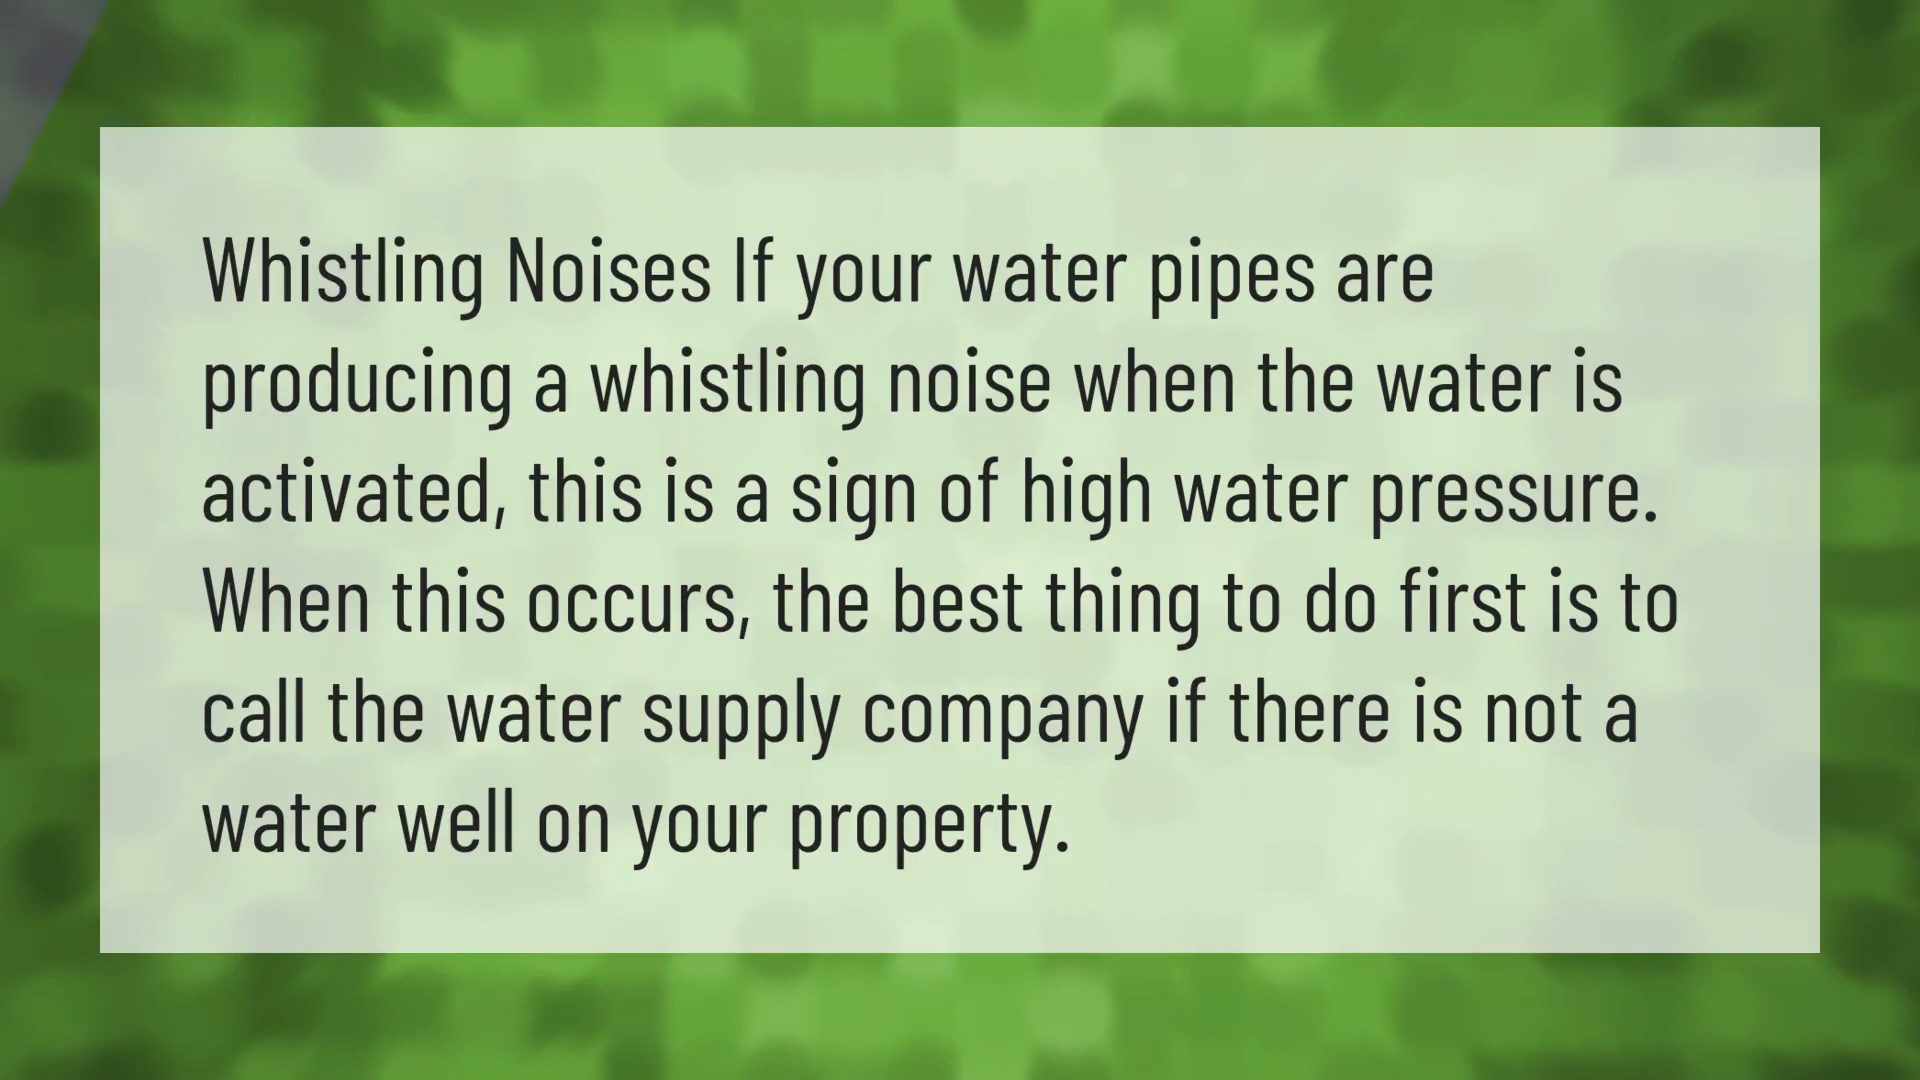 Whistling Noises If your water pipes are
producing a whistling noise when the water is
activated, this is a sign of high water pressure.
When this occurs, the best thing to do first is to
call the water supply company if there is not a
water well on your property.